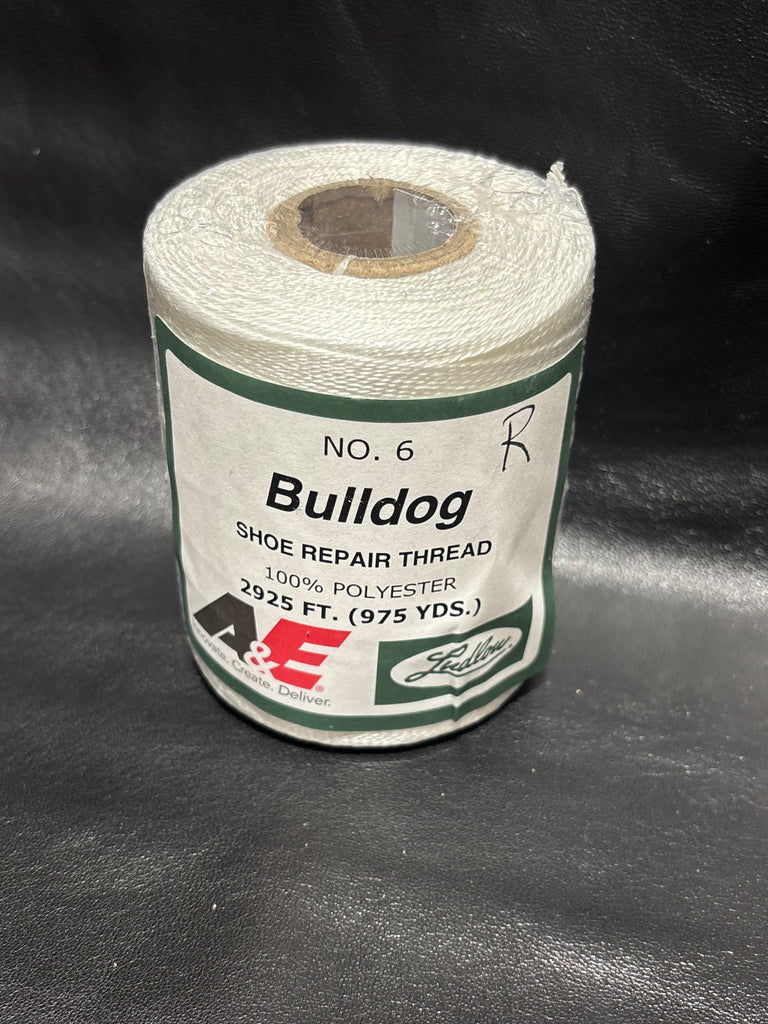 NO. 6
R
Bulldog
SHOE REPAIR THREAD
100% POLYESTER
2925 FT. (975 YDS.)
A&E®
Innovate. Create. Deliver.
Ludlow